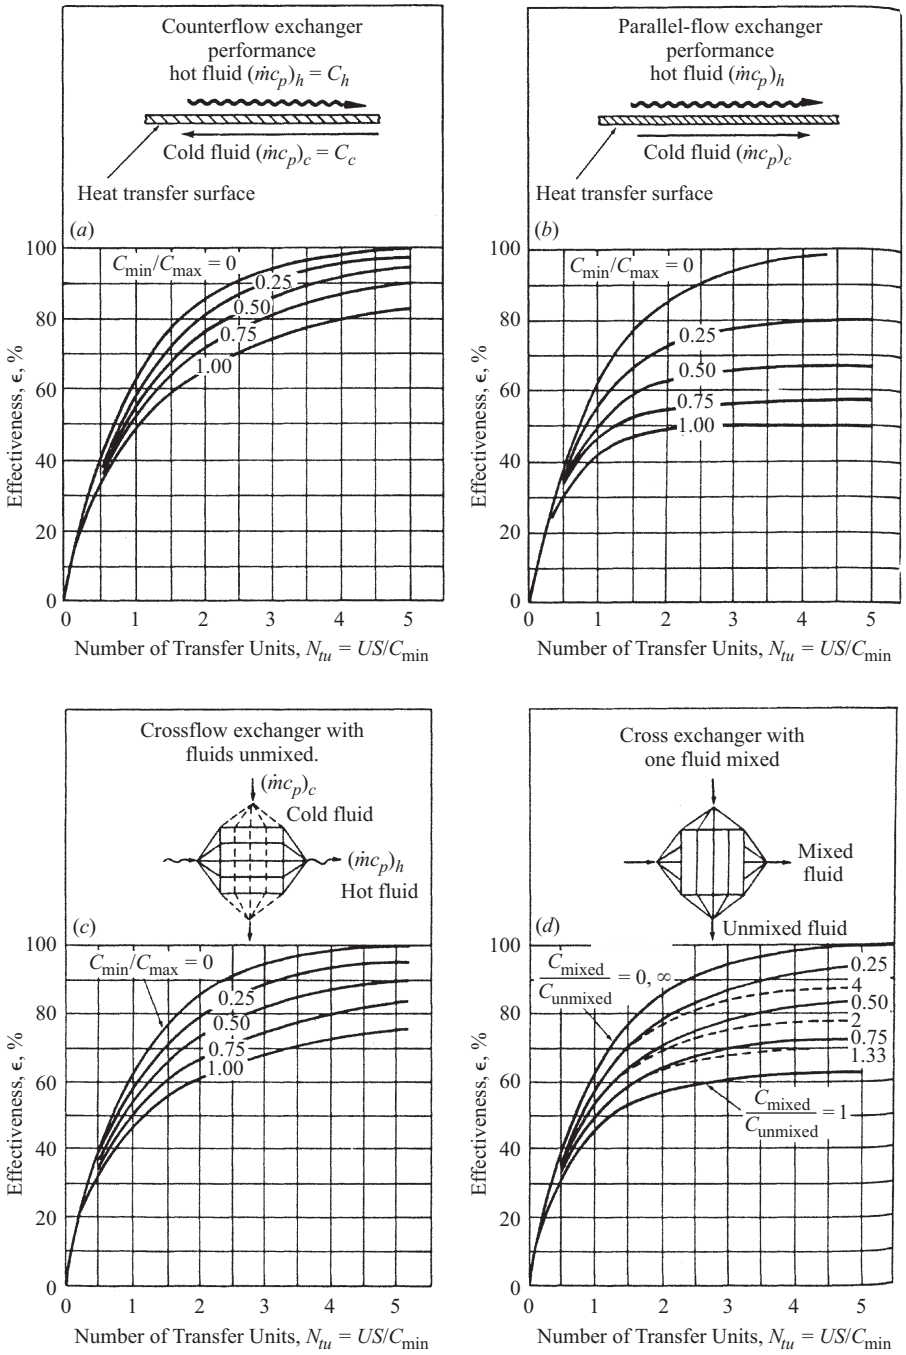 Counterflow exchanger
performance
hot fluid (ṁc_p)_h = C_h
Cold fluid (ṁc_p)_c = C_c
Heat transfer surface
(a)
100
80
60
40
20
0
C_min/C_max = 0
0.25
0.50
0.75
1.00
Effectiveness, ϵ, %
0 1 2 3 4 5
Number of Transfer Units, N_tu = US/C_min
Parallel-flow exchanger
performance
hot fluid (ṁc_p)_h
Cold fluid (ṁc_p)_c
Heat transfer surface
(b)
100
80
60
40
20
0
C_min/C_max = 0
0.25
0.50
0.75
1.00
Effectiveness, ϵ, %
0 1 2 3 4 5
Number of Transfer Units, N_tu = US/C_min
Crossflow exchanger with
fluids unmixed.
(ṁc_p)_c
Cold fluid
(ṁc_p)_h
Hot fluid
(c)
100
80
60
40
20
0
C_min/C_max = 0
0.25
0.50
0.75
1.00
Effectiveness, ϵ, %
0 1 2 3 4 5
Number of Transfer Units, N_tu = US/C_min
Cross exchanger with
one fluid mixed
Mixed
fluid
Unmixed fluid
(d)
100
80
60
40
20
0
C_mixed
C_unmixed = 0, ∞
0.25
4
0.50
2
0.75
1.33
C_mixed
C_unmixed = 1
Effectiveness, ϵ, %
0 1 2 3 4 5
Number of Transfer Units, N_tu = US/C_min